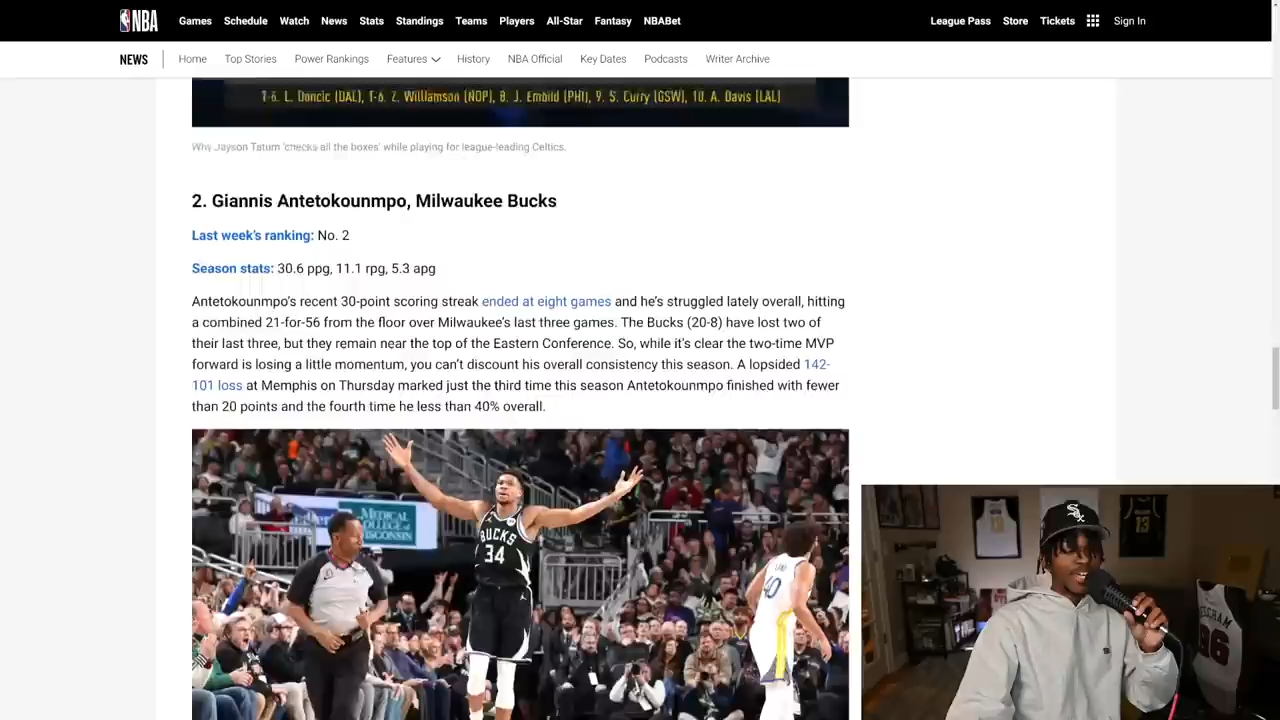 NBA Games Schedule Watch News Stats Standings Teams Players All-Star Fantasy NBABet League Pass Store Tickets Sign In
NEWS Home Top Stories Power Rankings Features History NBA Official Key Dates Podcasts Writer Archive
T-6. L. Doncic (DAL), T-6. Z. Williamson (NOP), 8. J. Embiid (PHI), 9. S. Curry (GSW), 10. A. Davis (LAL)
Why Jayson Tatum 'checks all the boxes' while playing for league-leading Celtics.
2. Giannis Antetokounmpo, Milwaukee Bucks
Last week's ranking: No. 2
Season stats: 30.6 ppg, 11.1 rpg, 5.3 apg
Antetokounmpo's recent 30-point scoring streak ended at eight games and he's struggled lately overall, hitting
a combined 21-for-56 from the floor over Milwaukee's last three games. The Bucks (20-8) have lost two of
their last three, but they remain near the top of the Eastern Conference. So, while it's clear the two-time MVP
forward is losing a little momentum, you can't discount his overall consistency this season. A lopsided 142-
101 loss at Memphis on Thursday marked just the third time this season Antetokounmpo finished with fewer
than 20 points and the fourth time he less than 40% overall.
MEDICAL
COLLEGE of
WISCONSIN
BUCKS
34
40
SOX
13
13
96